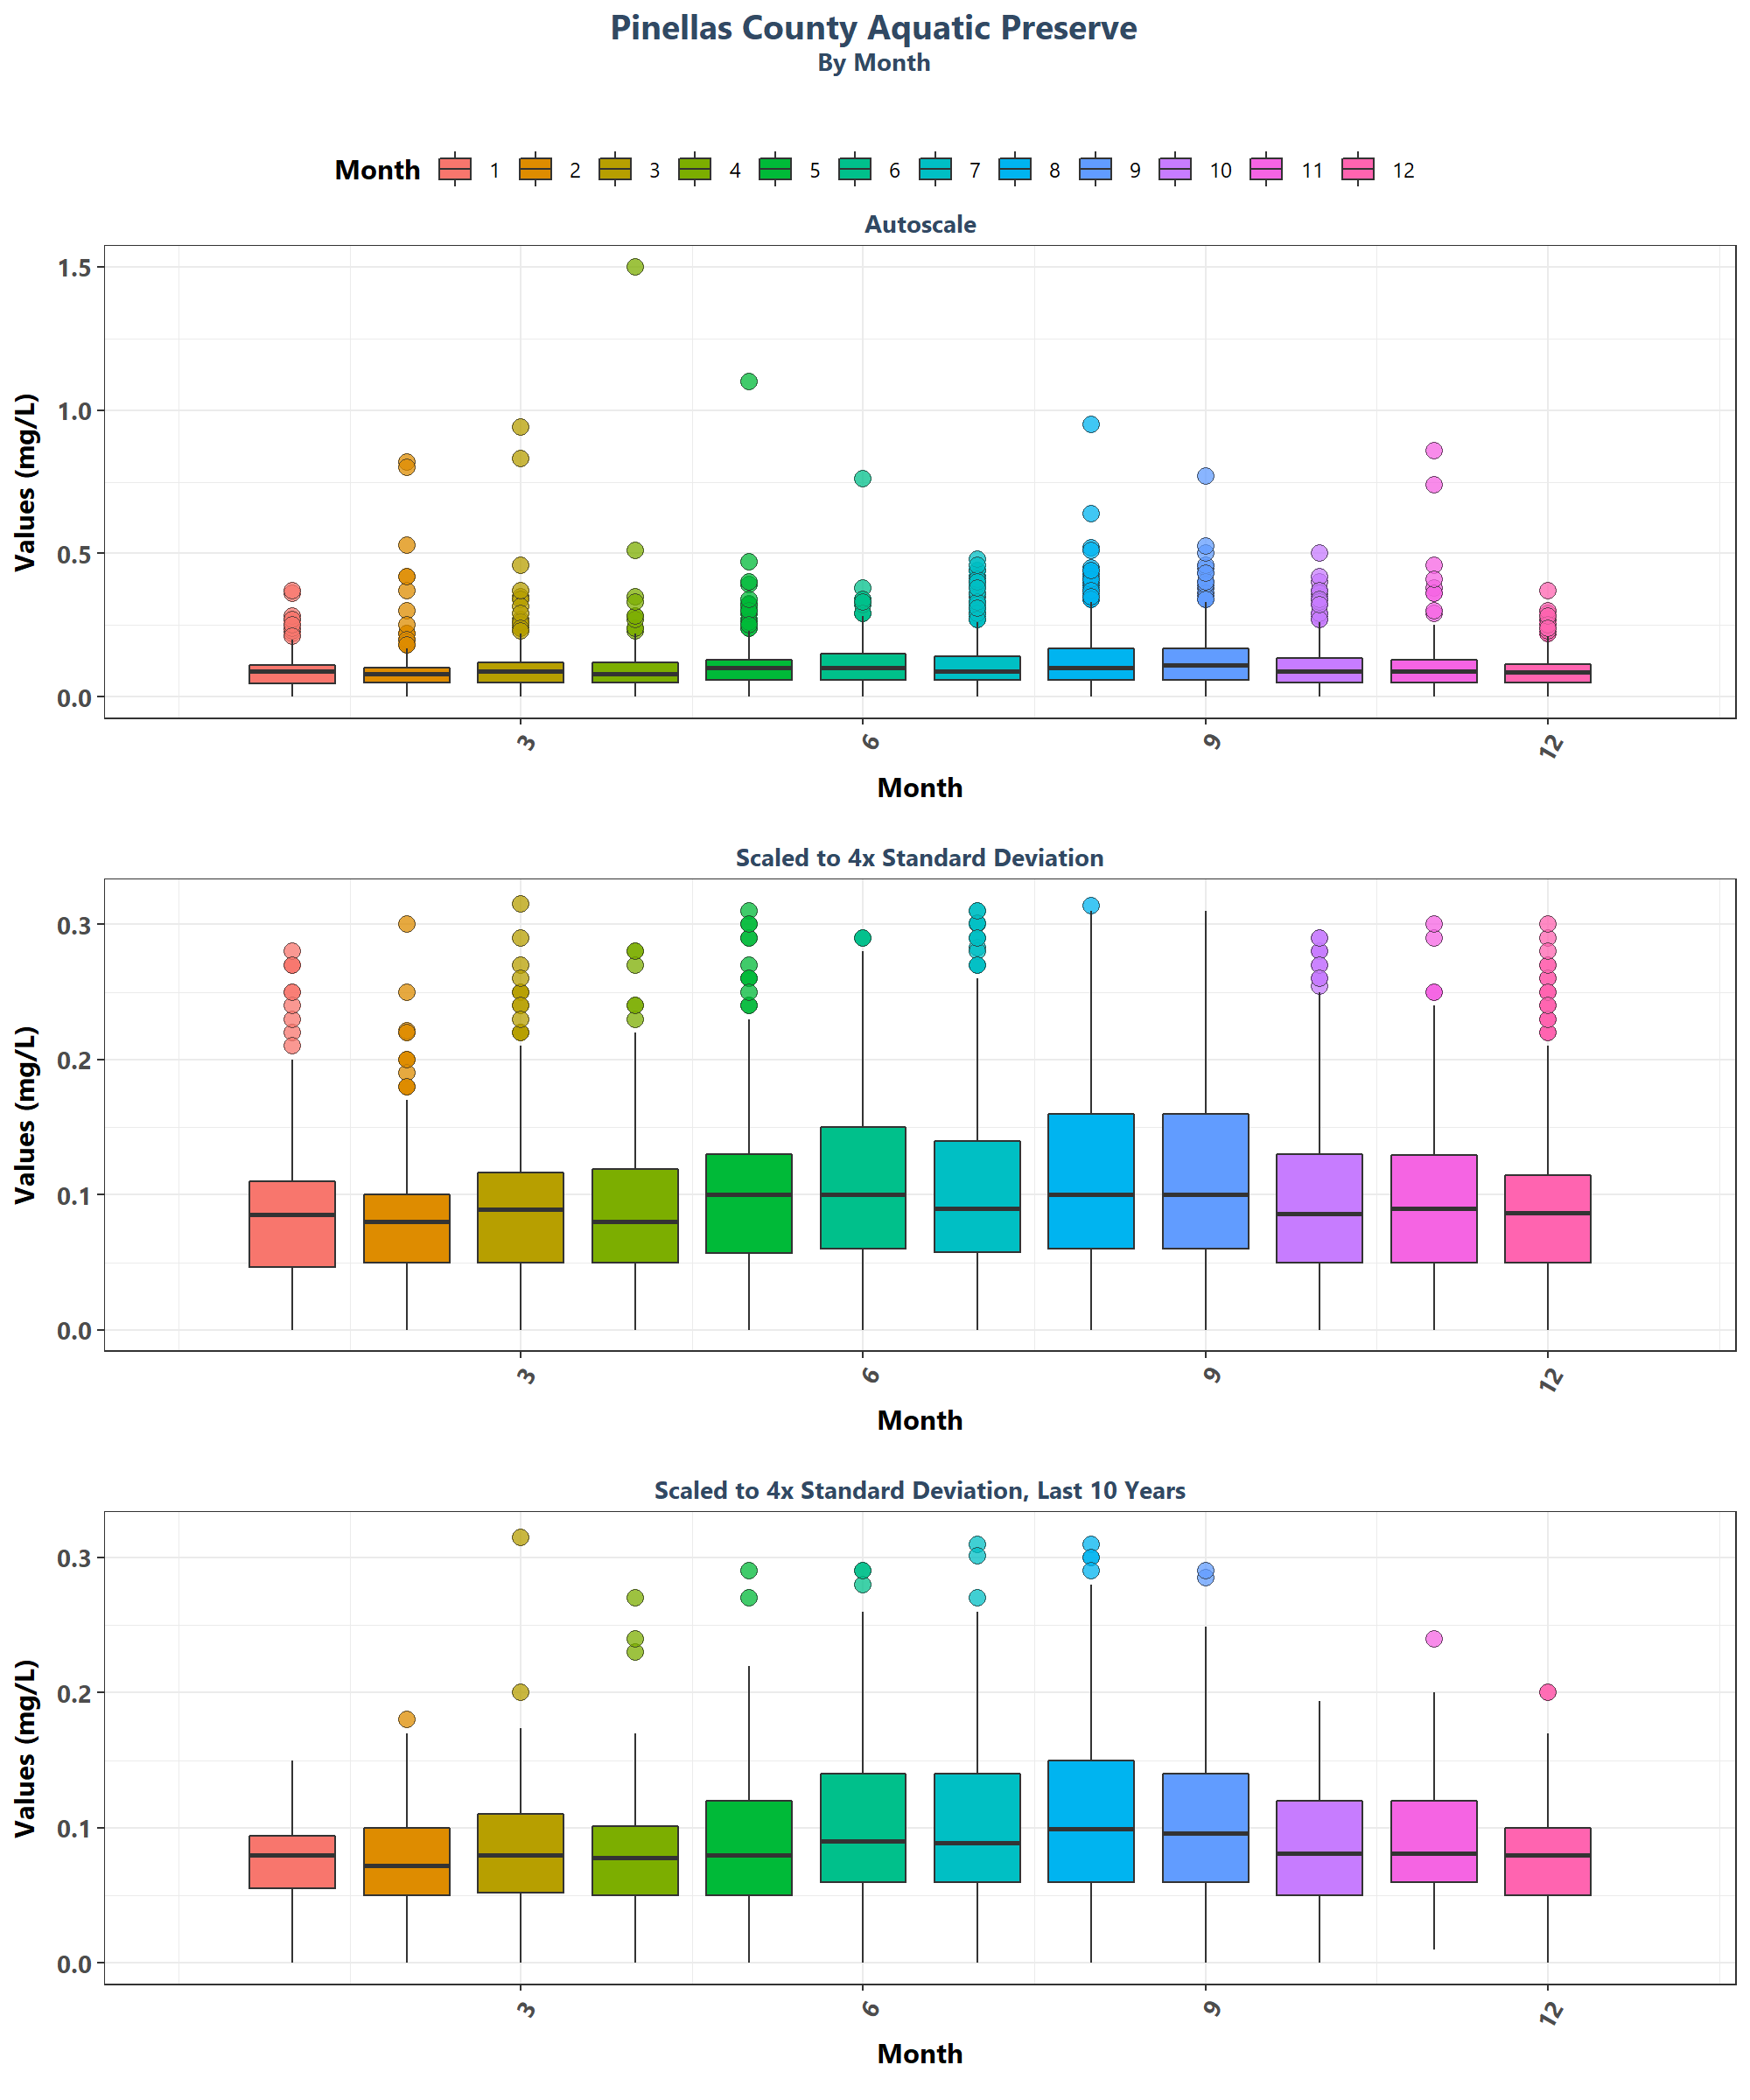 Pinellas County Aquatic Preserve
By Month
Month 1 2 3 4 5 6 7 8 9 10 11 12
Autoscale
Values (mg/L)
1.5
1.0
0.5
0.0
3 6 9 12
Month
Scaled to 4x Standard Deviation
Values (mg/L)
0.3
0.2
0.1
0.0
3 6 9 12
Month
Scaled to 4x Standard Deviation, Last 10 Years
Values (mg/L)
0.3
0.2
0.1
0.0
3 6 9 12
Month